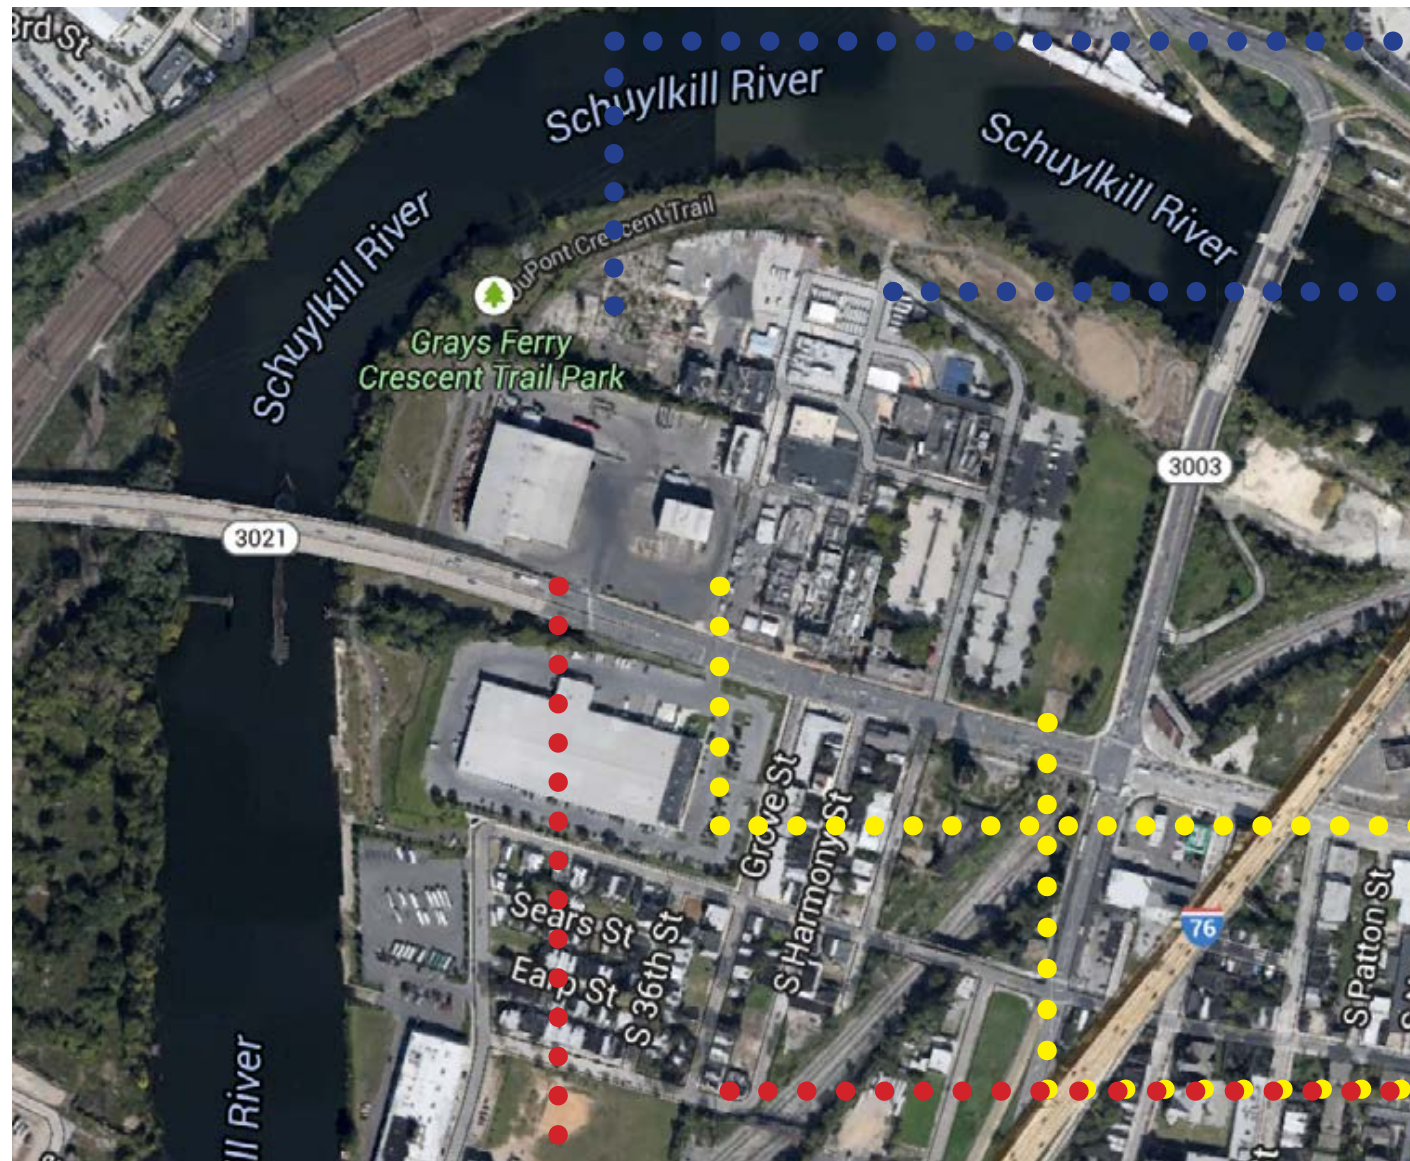 3rd St
Schuylkill River
Schuylkill River
DuPont Crescent Trail
Schuylkill River
Grays Ferry
Crescent Trail Park
3003
3021
Grove St
S Harmony St
Sears St
S 36th St
Earp St
76
S Patton St
ll River